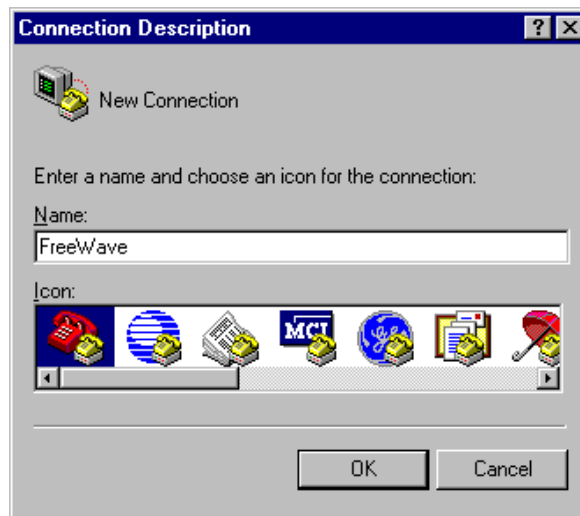 Connection Description
New Connection
Enter a name and choose an icon for the connection:
Name:
FreeWave
Icon:
MCI
OK Cancel